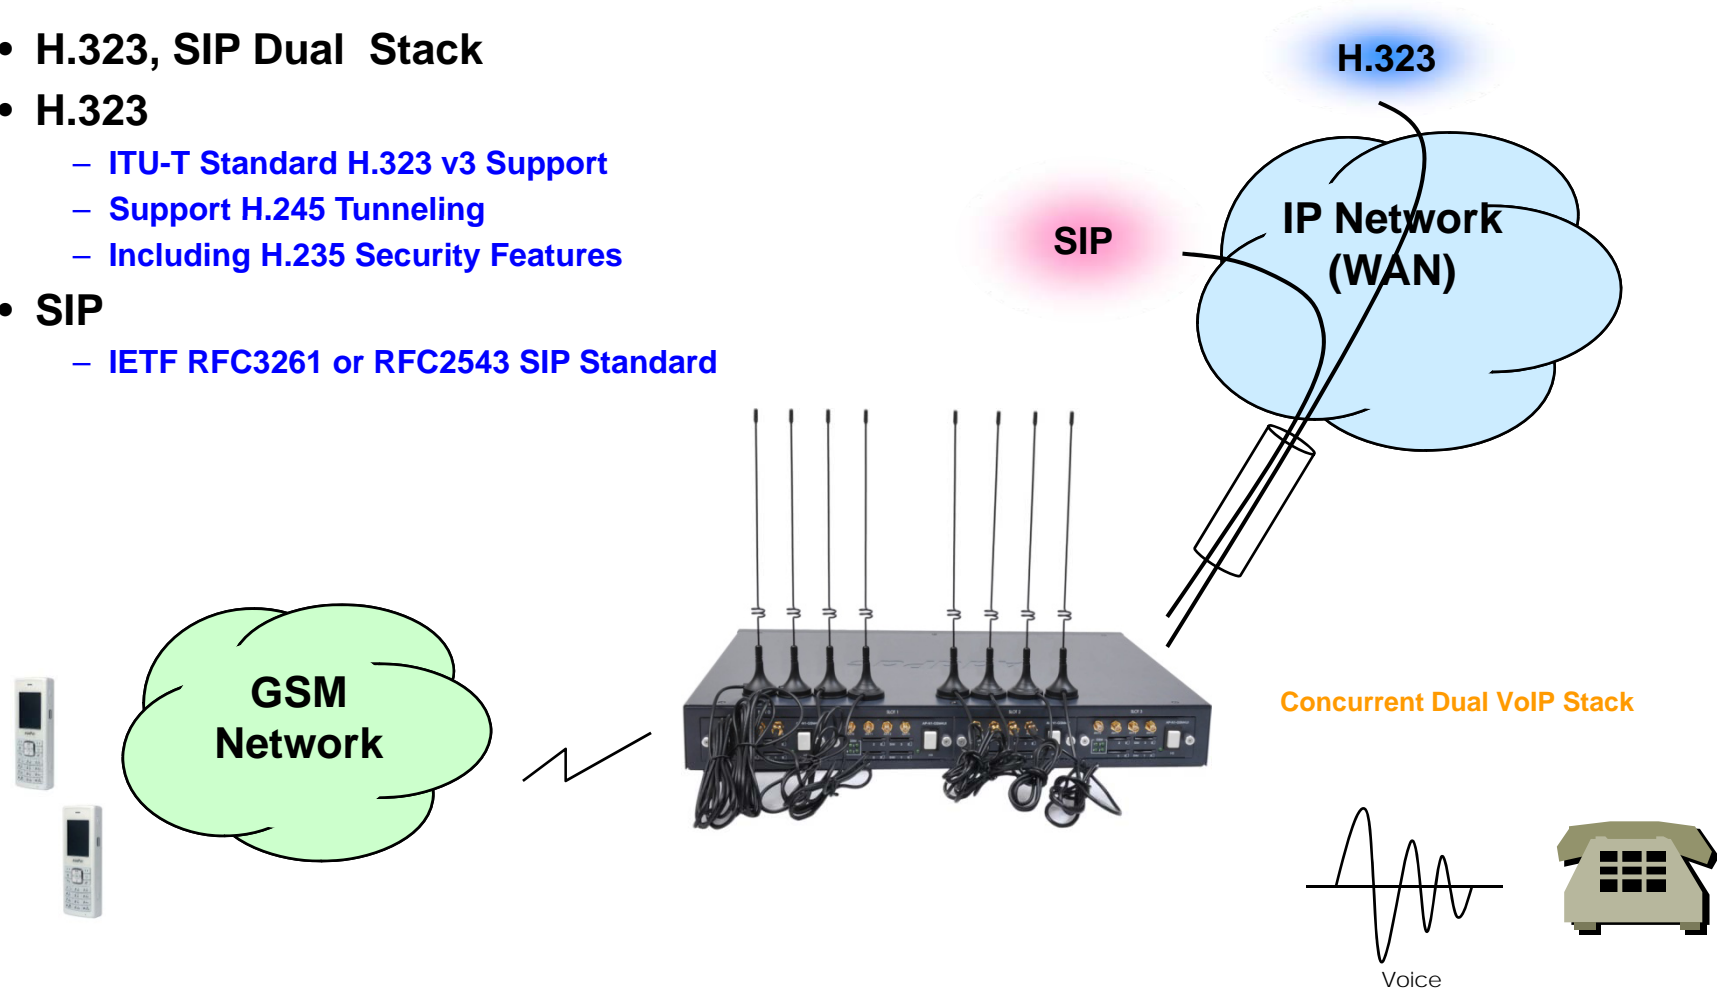 • H.323, SIP Dual Stack
• H.323
– ITU-T Standard H.323 v3 Support
– Support H.245 Tunneling
– Including H.235 Security Features
• SIP
– IETF RFC3261 or RFC2543 SIP Standard
H.323
SIP
IP Network
(WAN)
GSM
Network
Concurrent Dual VoIP Stack
Voice